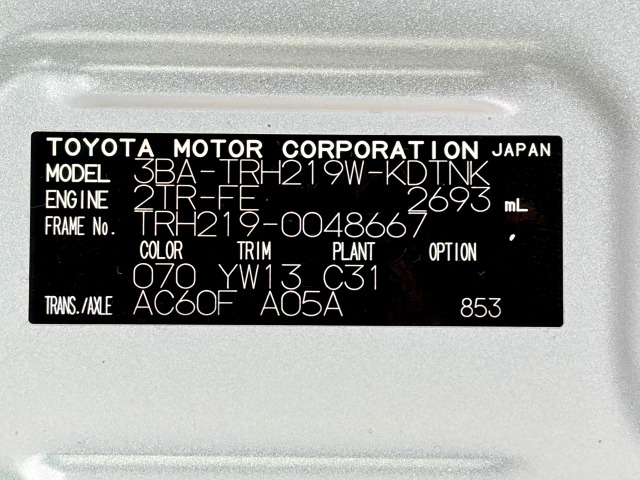 TOYOTA MOTOR CORPORATION JAPAN
MODEL 3BA-TRH219W-KDTNK
ENGINE 2TR-FE 2693 mL
FRAME No. TRH219-0048667
COLOR TRIM PLANT OPTION
070 YW13 C31
TRANS./AXLE AC60F A05A 853